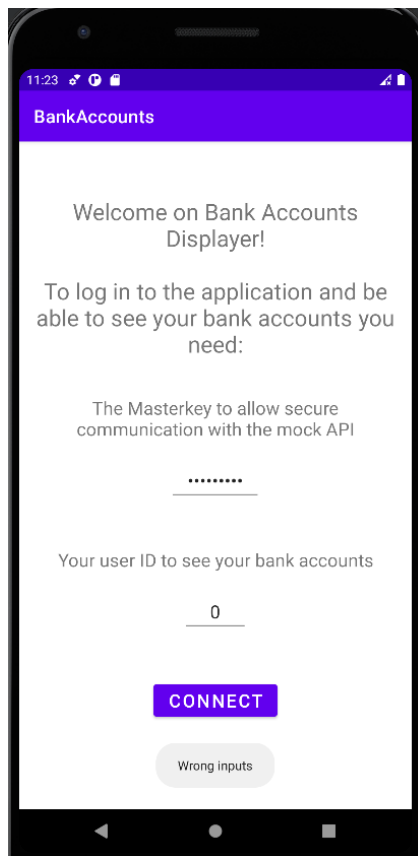 11:23
BankAccounts
Welcome on Bank Accounts
Displayer!
To log in to the application and be
able to see your bank accounts you
need:
The Masterkey to allow secure
communication with the mock API
•••••••••
Your user ID to see your bank accounts
0
CONNECT
Wrong inputs